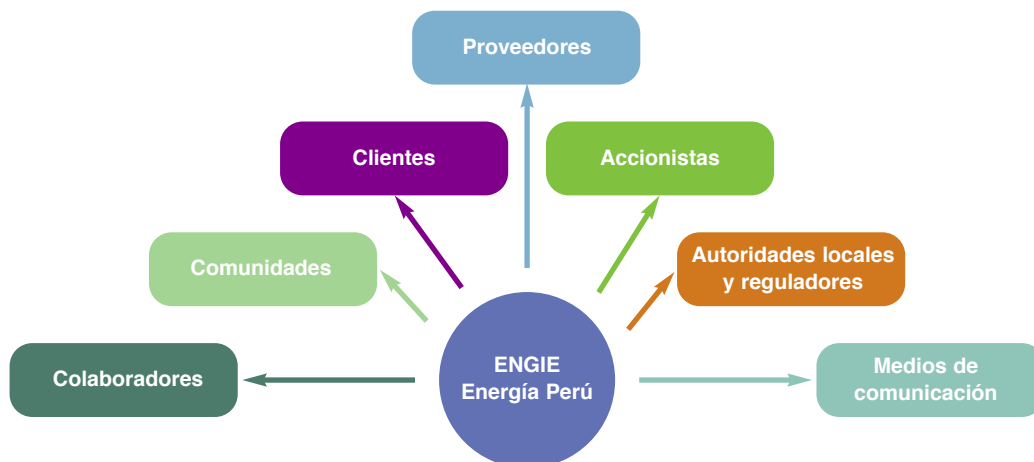 Proveedores
Clientes
Accionistas
Comunidades
Autoridades locales
y reguladores
Colaboradores
ENGIE
Energía Perú
Medios de
comunicación